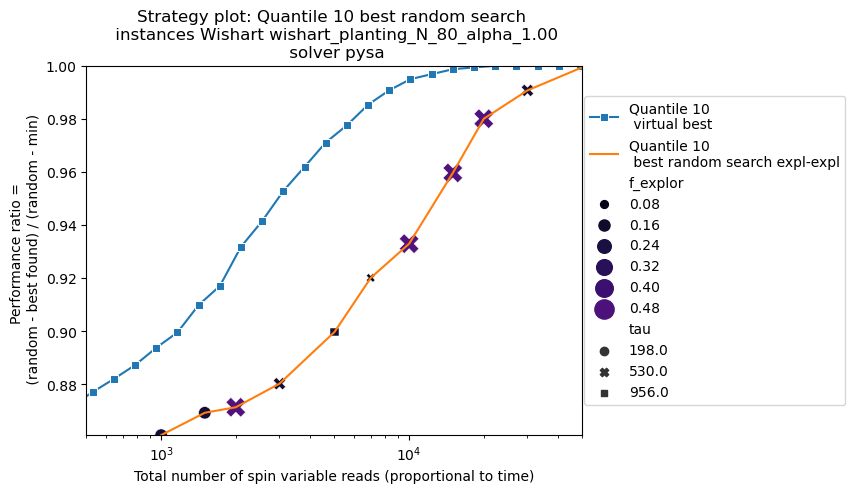 Strategy plot: Quantile 10 best random search
instances Wishart wishart_planting_N_80_alpha_1.00
solver pysa
Performance ratio =
(random - best found) / (random - min)
1.00
0.98
0.96
0.94
0.92
0.90
0.88
10³
10⁴
Total number of spin variable reads (proportional to time)
Quantile 10
virtual best
Quantile 10
best random search expl-expl
f_explor
0.08
0.16
0.24
0.32
0.40
0.48
tau
198.0
530.0
956.0